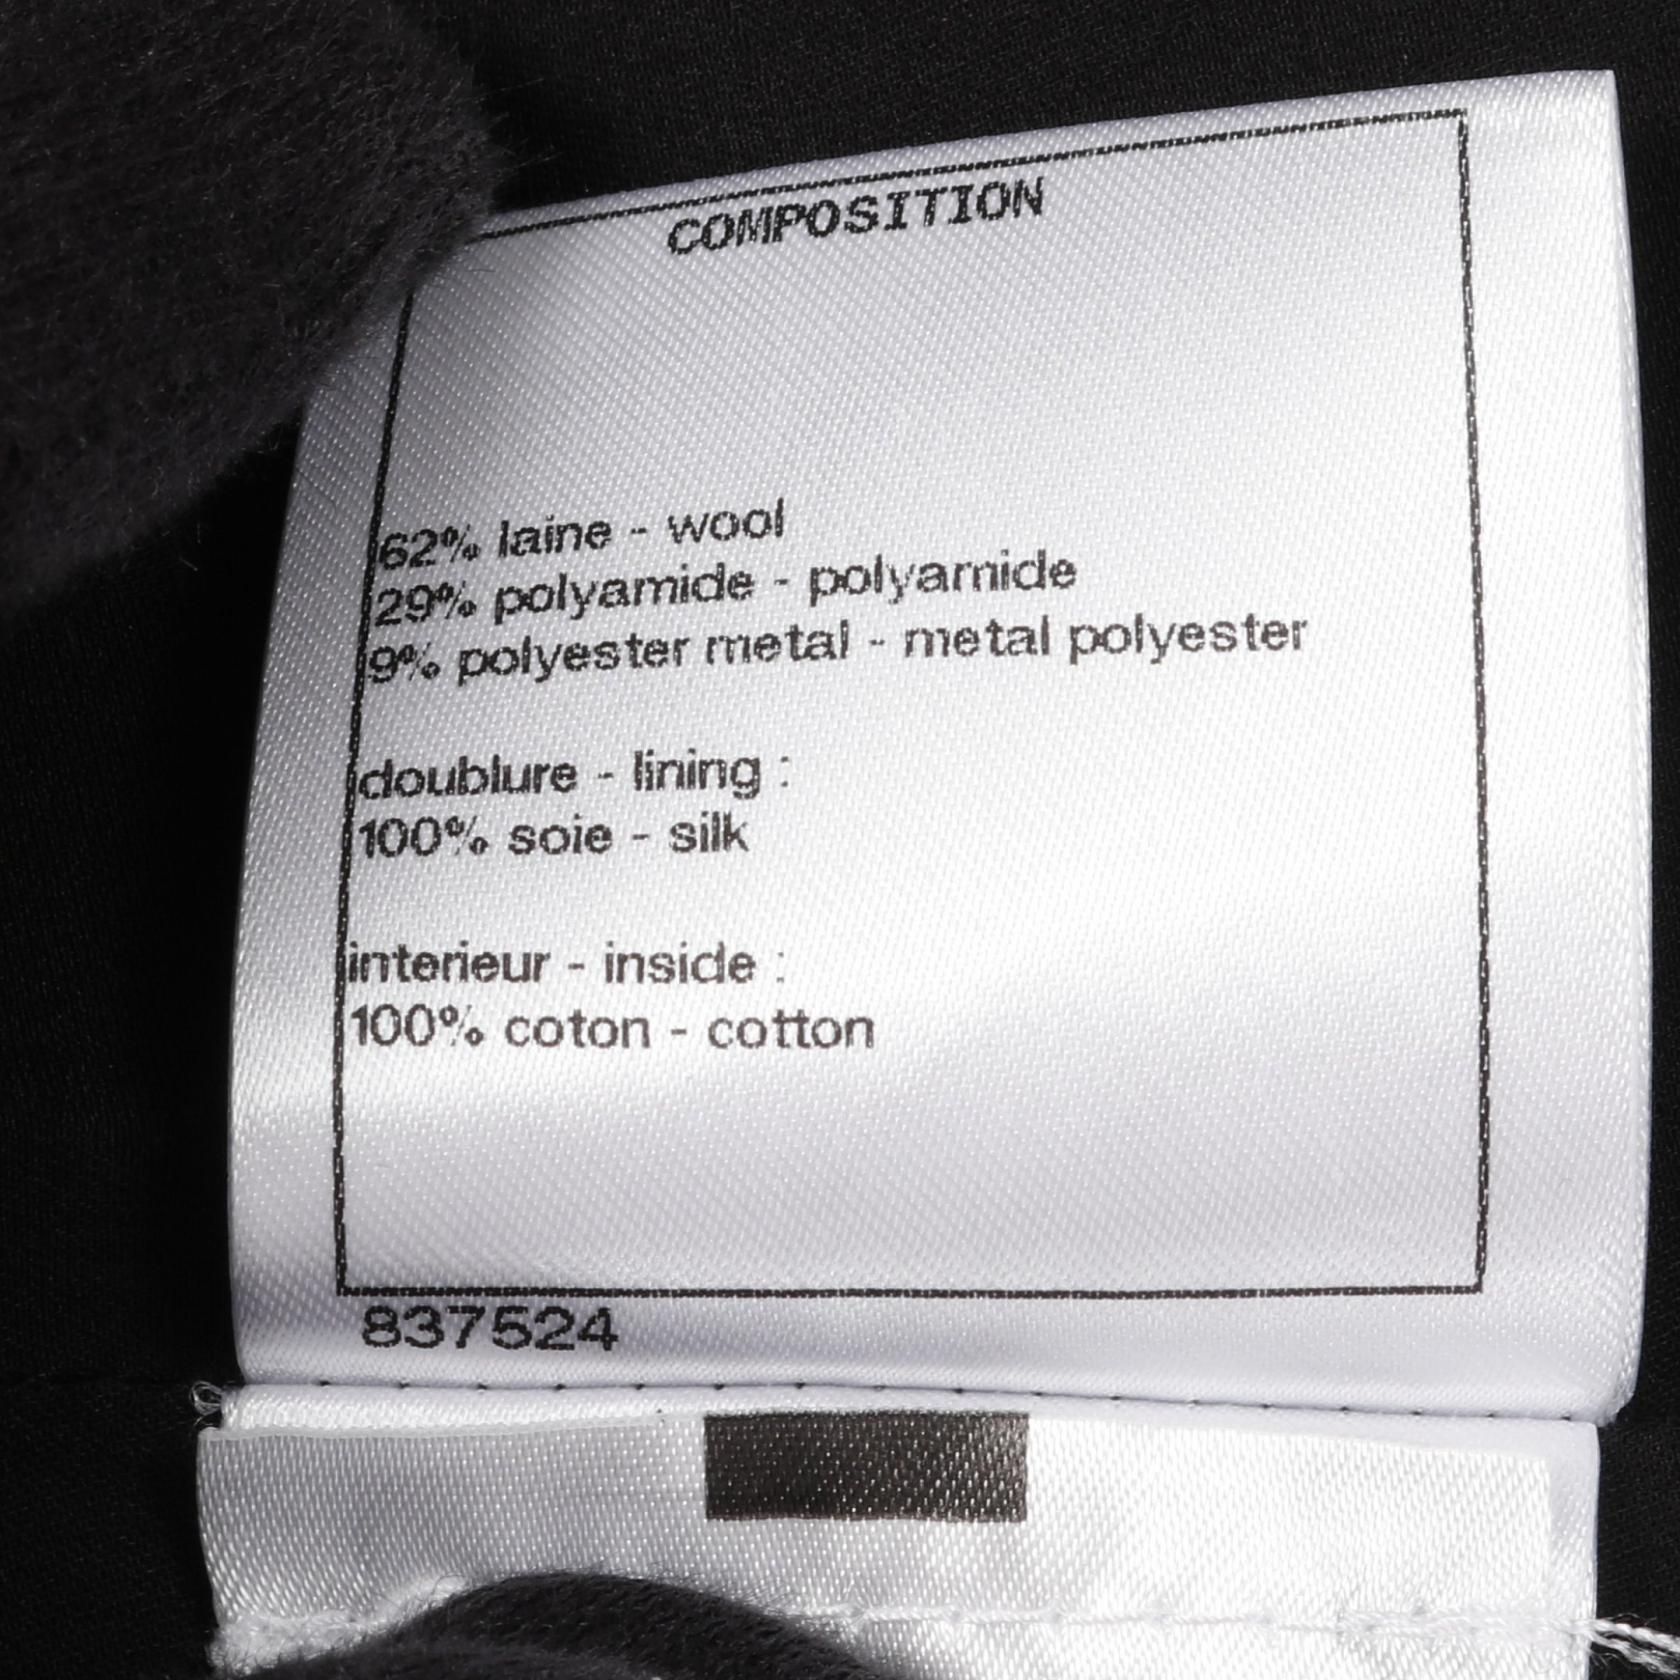 COMPOSITION
62% laine - wool
29% polyamide - polyamide
9% polyester metal - metal polyester
doublure - lining :
100% soie - silk
interieur - inside :
100% coton - cotton
837524